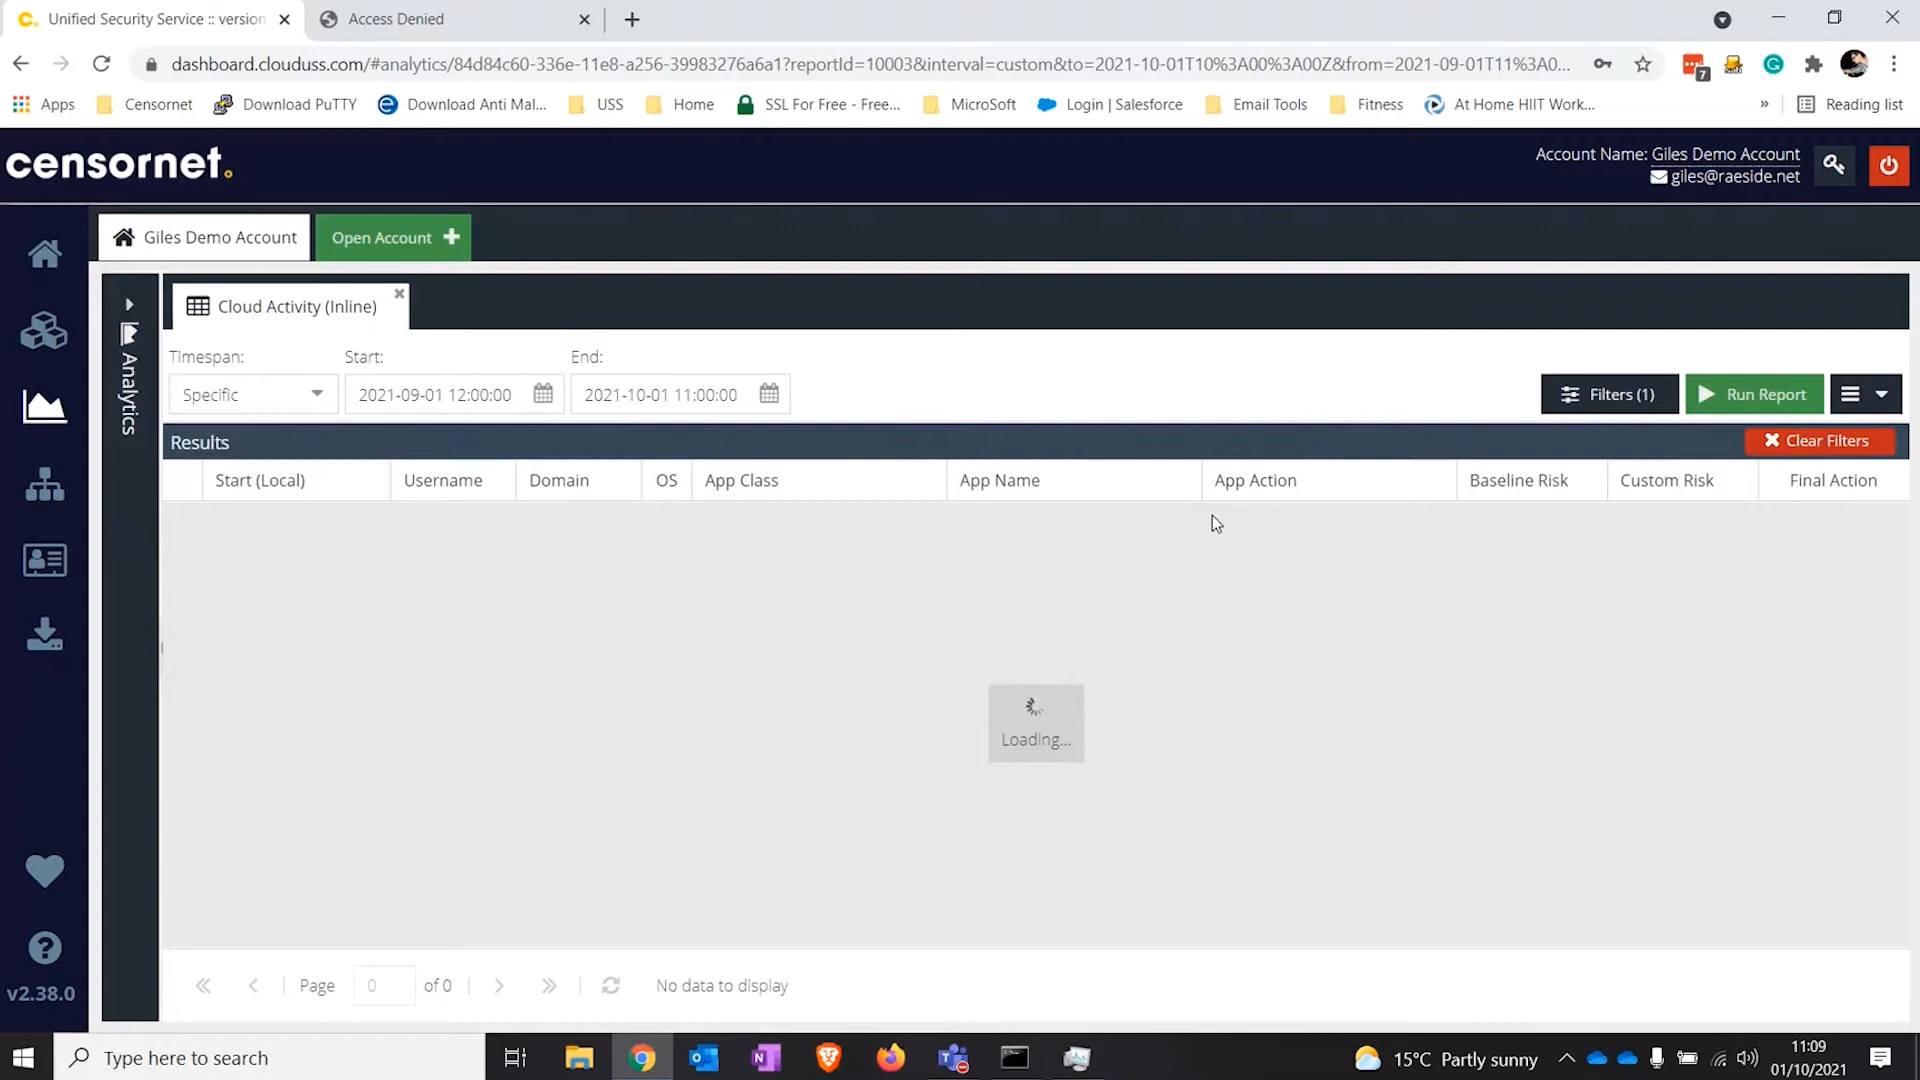 Unified Security Service :: version
Access Denied
dashboard.clouduss.com/#analytics/84d84c60-336e-11e8-a256-39983276a6a1?reportId=10003&interval=custom&to=2021-10-01T10%3A00%3A00Z&from=2021-09-01T11%3A0...
7
Apps
Censornet
Download PuTTY
Download Anti Mal...
USS
Home
SSL For Free - Free...
MicroSoft
Login | Salesforce
Email Tools
Fitness
At Home HIIT Work...
»
Reading list
censornet.
Account Name: Giles Demo Account
giles@raeside.net
Giles Demo Account
Open Account
Analytics
Cloud Activity (Inline)
Timespan:
Start:
End:
Specific
2021-09-01 12:00:00
2021-10-01 11:00:00
Filters (1)
Run Report
Results
Clear Filters
Start (Local)
Username
Domain
OS
App Class
App Name
App Action
Baseline Risk
Custom Risk
Final Action
Loading...
Page
0
of 0
No data to display
v2.38.0
Type here to search
15°C Partly sunny
11:09
01/10/2021